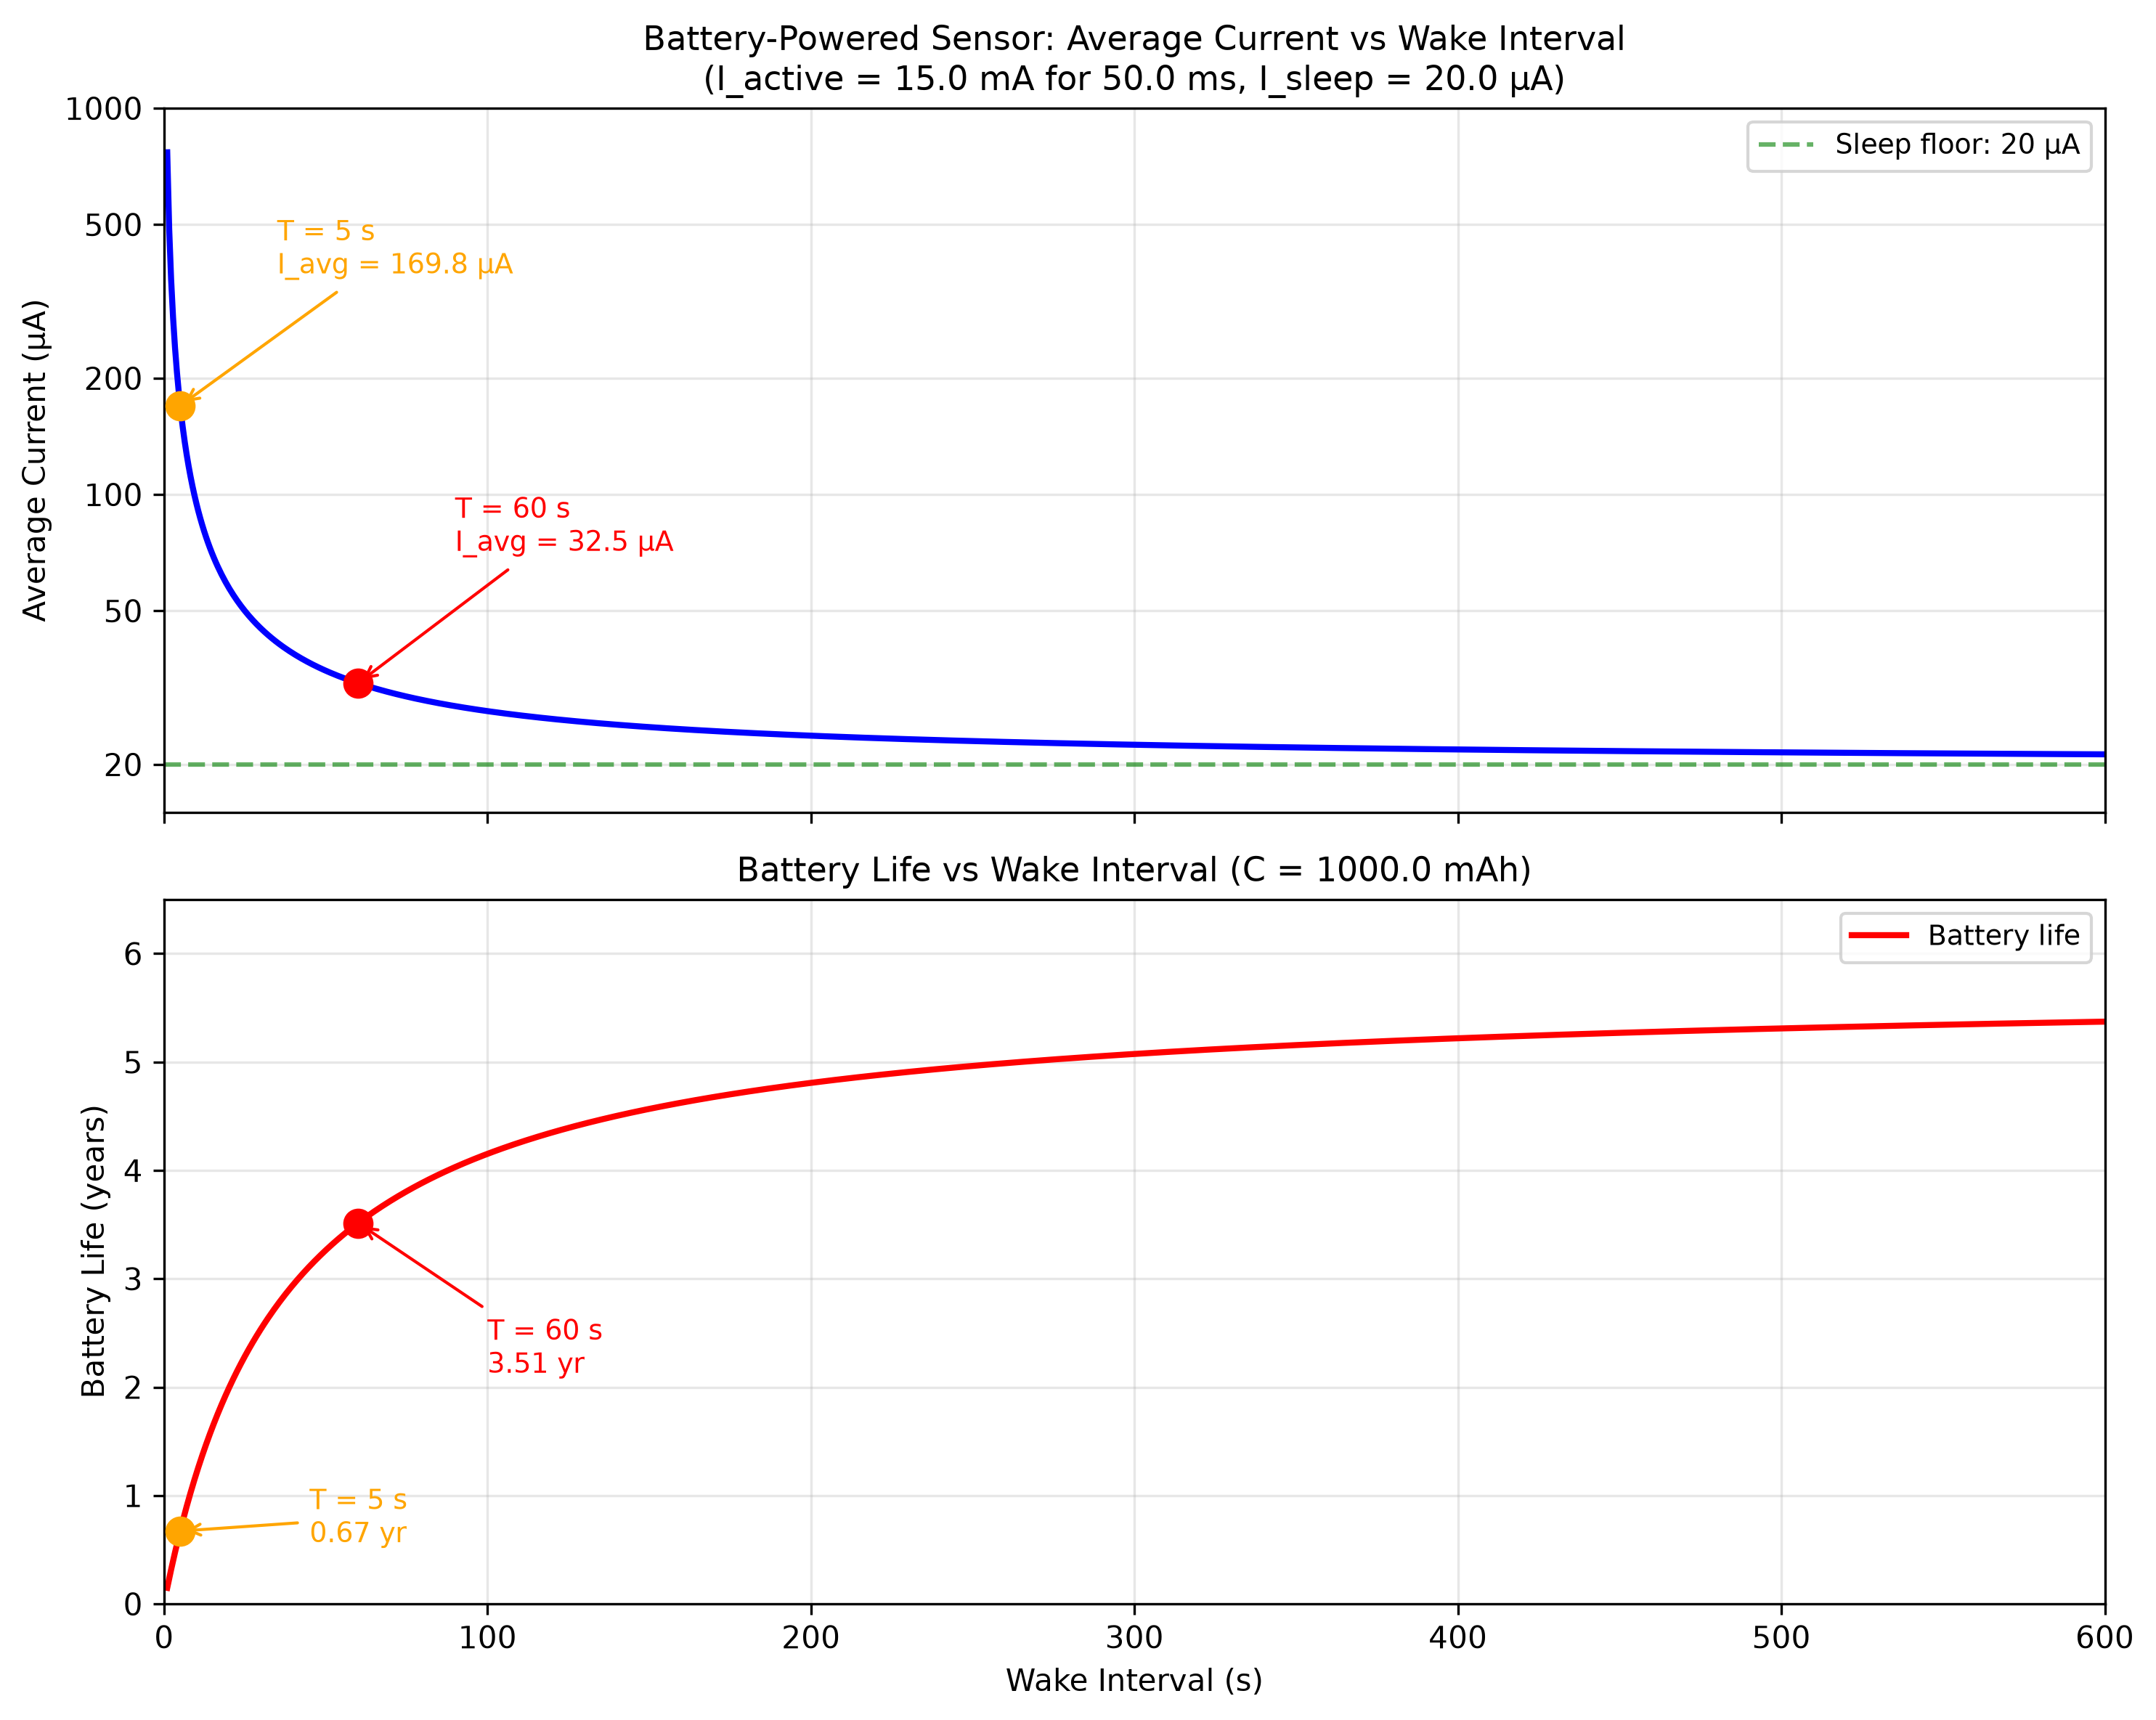 Battery-Powered Sensor: Average Current vs Wake Interval
(I_active = 15.0 mA for 50.0 ms, I_sleep = 20.0 µA)
1000
500
200
100
50
20
Average Current (µA)
Sleep floor: 20 µA
T = 5 s
I_avg = 169.8 µA
T = 60 s
I_avg = 32.5 µA
Battery Life vs Wake Interval (C = 1000.0 mAh)
6
5
4
3
2
1
0
Battery Life (years)
Battery life
T = 60 s
3.51 yr
T = 5 s
0.67 yr
0 100 200 300 400 500 600
Wake Interval (s)